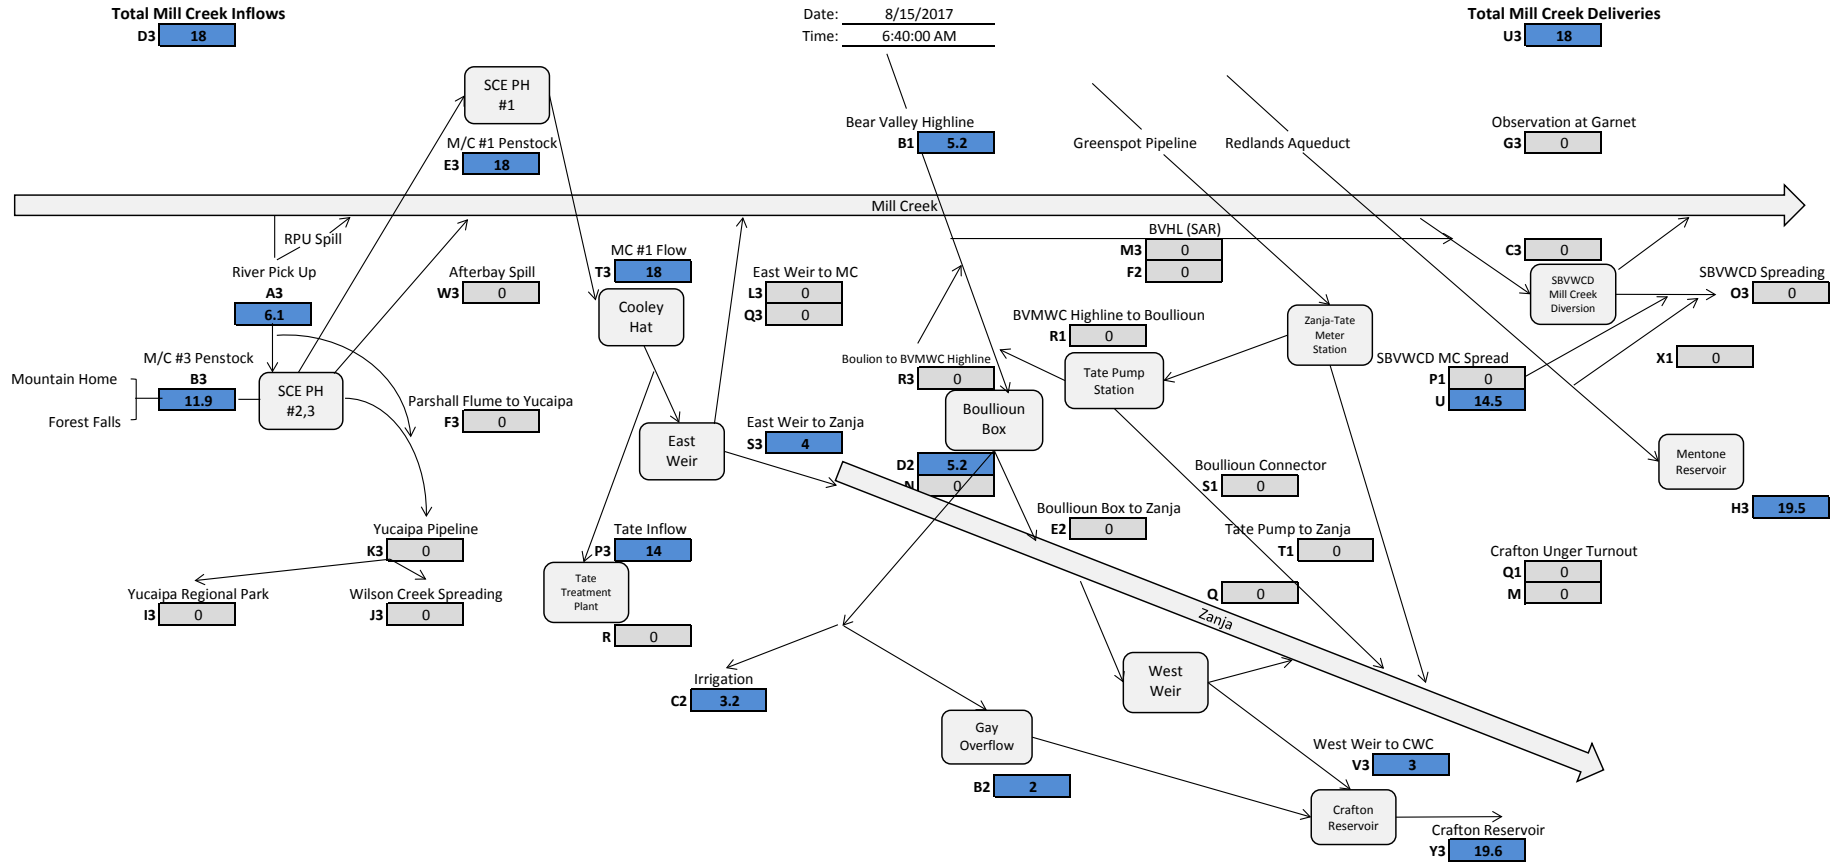 Total Mill Creek Inflows
D3 18
Date: 8/15/2017
Time: 6:40:00 AM
Total Mill Creek Deliveries
U3 18
SCE PH
#1
M/C #1 Penstock
E3 18
Bear Valley Highline
B1 5.2
Greenspot Pipeline
Redlands Aqueduct
Observation at Garnet
G3 0
Mill Creek
RPU Spill
River Pick Up
A3
6.1
Afterbay Spill
W3 0
MC #1 Flow
T3 18
Cooley
Hat
East Weir to MC
L3 0
Q3 0
BVHL (SAR)
M3 0
F2 0
C3 0
SBVWCD
Mill Creek
Diversion
SBVWCD Spreading
O3 0
BVMWC Highline to Boullioun
R1 0
Zanja-Tate
Meter
Station
Mountain Home
Forest Falls
M/C #3 Penstock
B3
11.9
SCE PH
#2,3
Parshall Flume to Yucaipa
F3 0
Boulion to BVMWC Highline
R3 0
Tate Pump
Station
SBVWCD MC Spread
P1 0
U 14.5
X1 0
Boullioun
Box
East
Weir
East Weir to Zanja
S3 4
D2 5.2
N 0
Boullioun Connector
S1 0
Mentone
Reservoir
H3 19.5
Yucaipa Pipeline
K3 0
Tate Inflow
P3 14
Boullioun Box to Zanja
E2 0
Tate Pump to Zanja
T1 0
Crafton Unger Turnout
Q1 0
M 0
Yucaipa Regional Park
I3 0
Wilson Creek Spreading
J3 0
Tate
Treatment
Plant
R 0
Q 0
Zanja
Irrigation
C2 3.2
West
Weir
Gay
Overflow
B2 2
West Weir to CWC
V3 3
Crafton
Reservoir
Crafton Reservoir
Y3 19.6